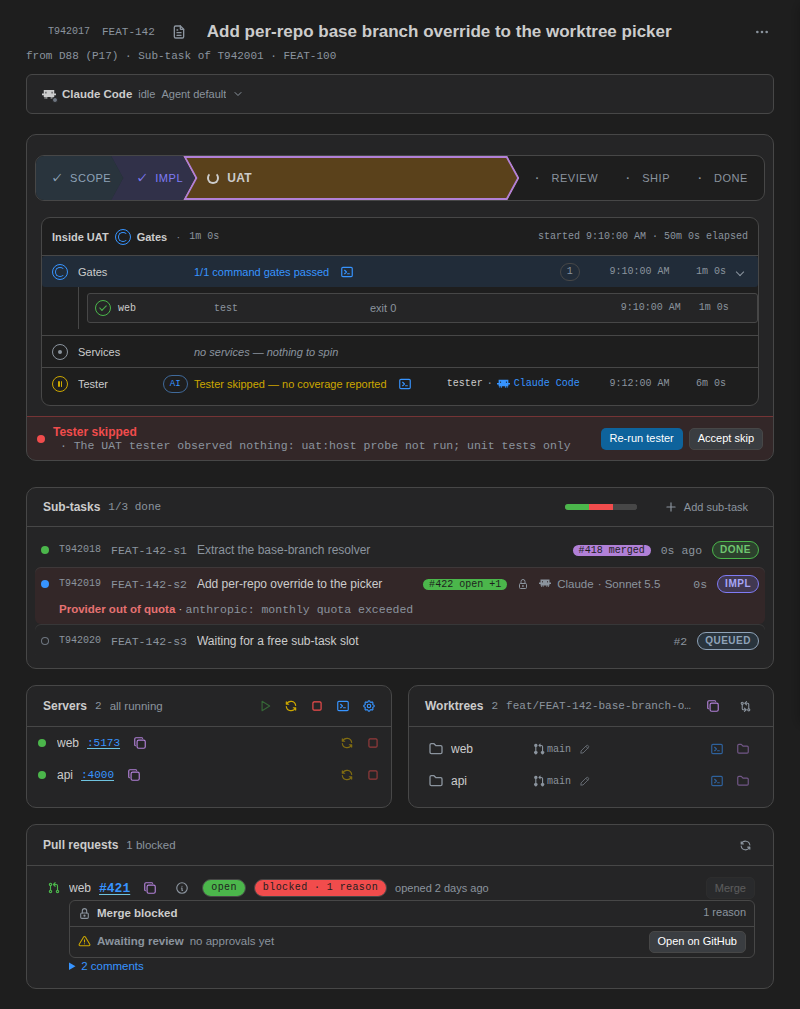 T942017 FEAT-142 Add per-repo base branch override to the worktree picker
from D88 (P17) · Sub-task of T942001 · FEAT-100
Claude Code idle Agent default
SCOPE IMPL UAT · REVIEW · SHIP · DONE
Inside UAT Gates · 1m 0s started 9:10:00 AM · 50m 0s elapsed
Gates 1/1 command gates passed 1 9:10:00 AM 1m 0s
web test exit 0 9:10:00 AM 1m 0s
Services no services — nothing to spin
Tester AI Tester skipped — no coverage reported tester · Claude Code 9:12:00 AM 6m 0s
Tester skipped
· The UAT tester observed nothing: uat:host probe not run; unit tests only
Re-run tester Accept skip
Sub-tasks 1/3 done Add sub-task
T942018 FEAT-142-s1 Extract the base-branch resolver #418 merged 0s ago DONE
T942019 FEAT-142-s2 Add per-repo override to the picker #422 open +1 Claude · Sonnet 5.5 0s IMPL
Provider out of quota · anthropic: monthly quota exceeded
T942020 FEAT-142-s3 Waiting for a free sub-task slot #2 QUEUED
Servers 2 all running
web :5173
api :4000
Worktrees 2 feat/FEAT-142-base-branch-o…
web main
api main
Pull requests 1 blocked
web #421 open blocked · 1 reason opened 2 days ago Merge
Merge blocked 1 reason
Awaiting review no approvals yet Open on GitHub
2 comments